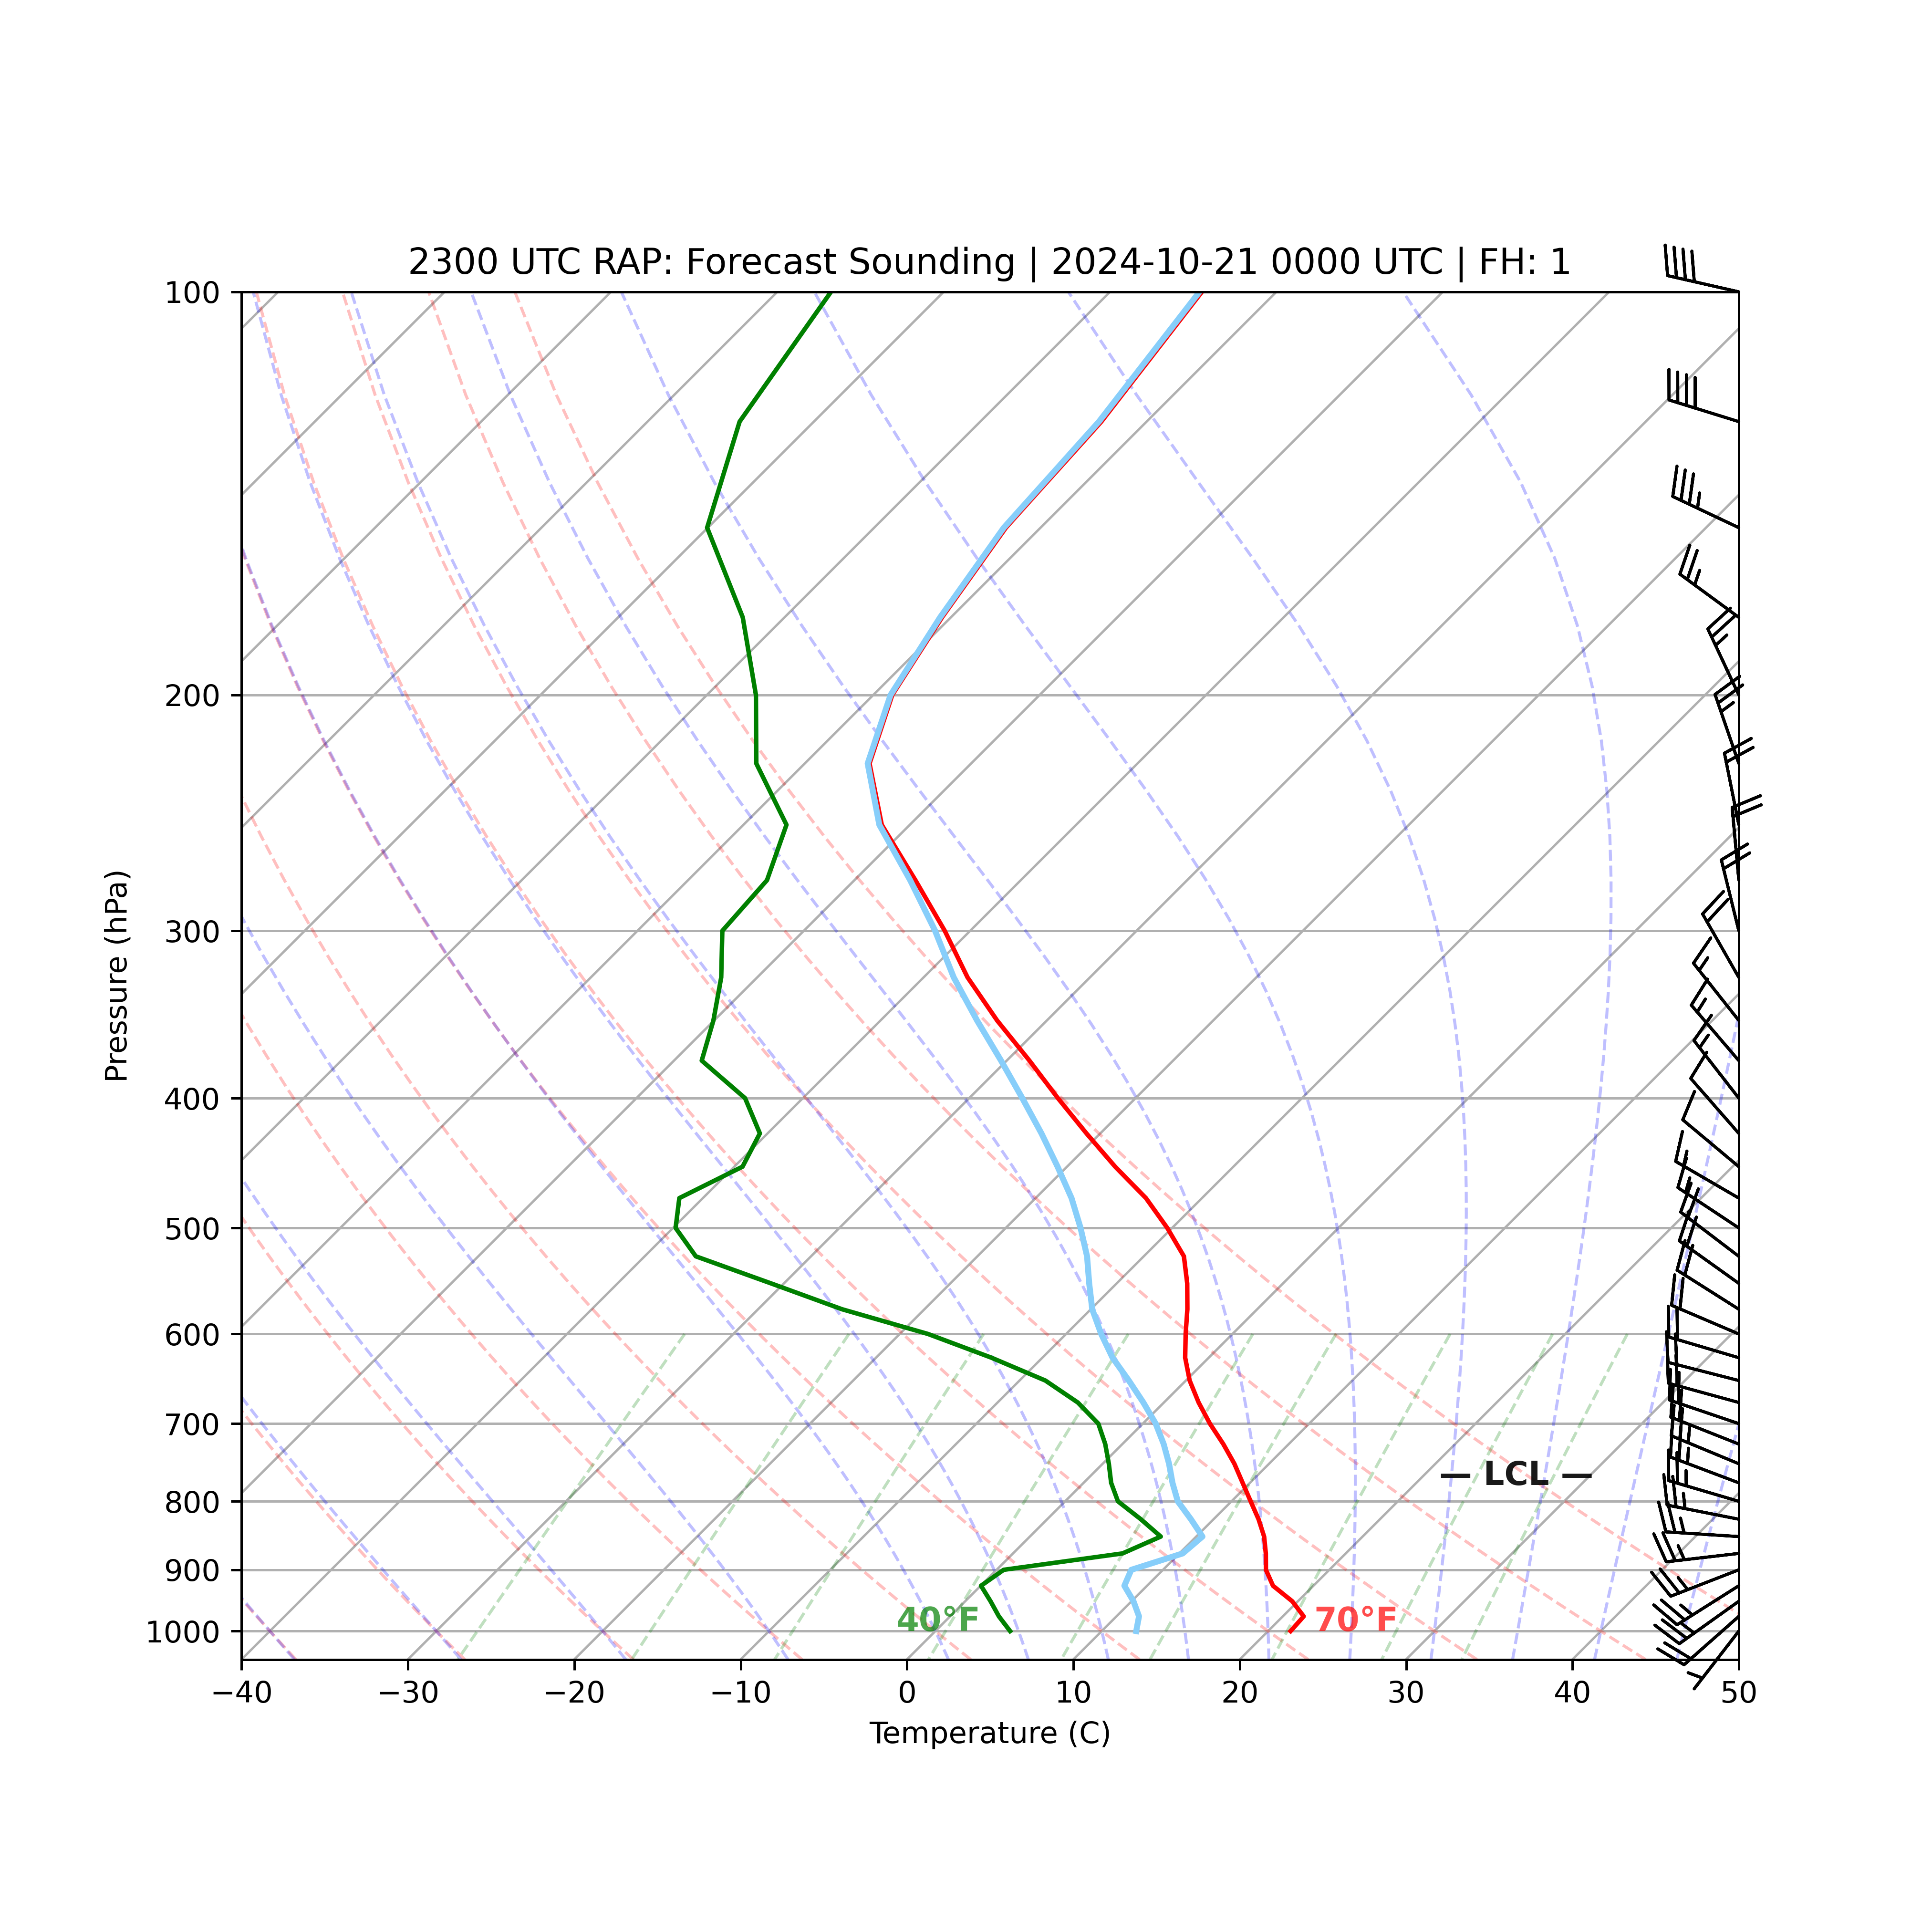 2300 UTC RAP: Forecast Sounding | 2024-10-21 0000 UTC | FH: 1
100
200
300
400
500
600
700
800
900
1000
Pressure (hPa)
— LCL —
40°F
70°F
−40 −30 −20 −10 0 10 20 30 40 50
Temperature (C)